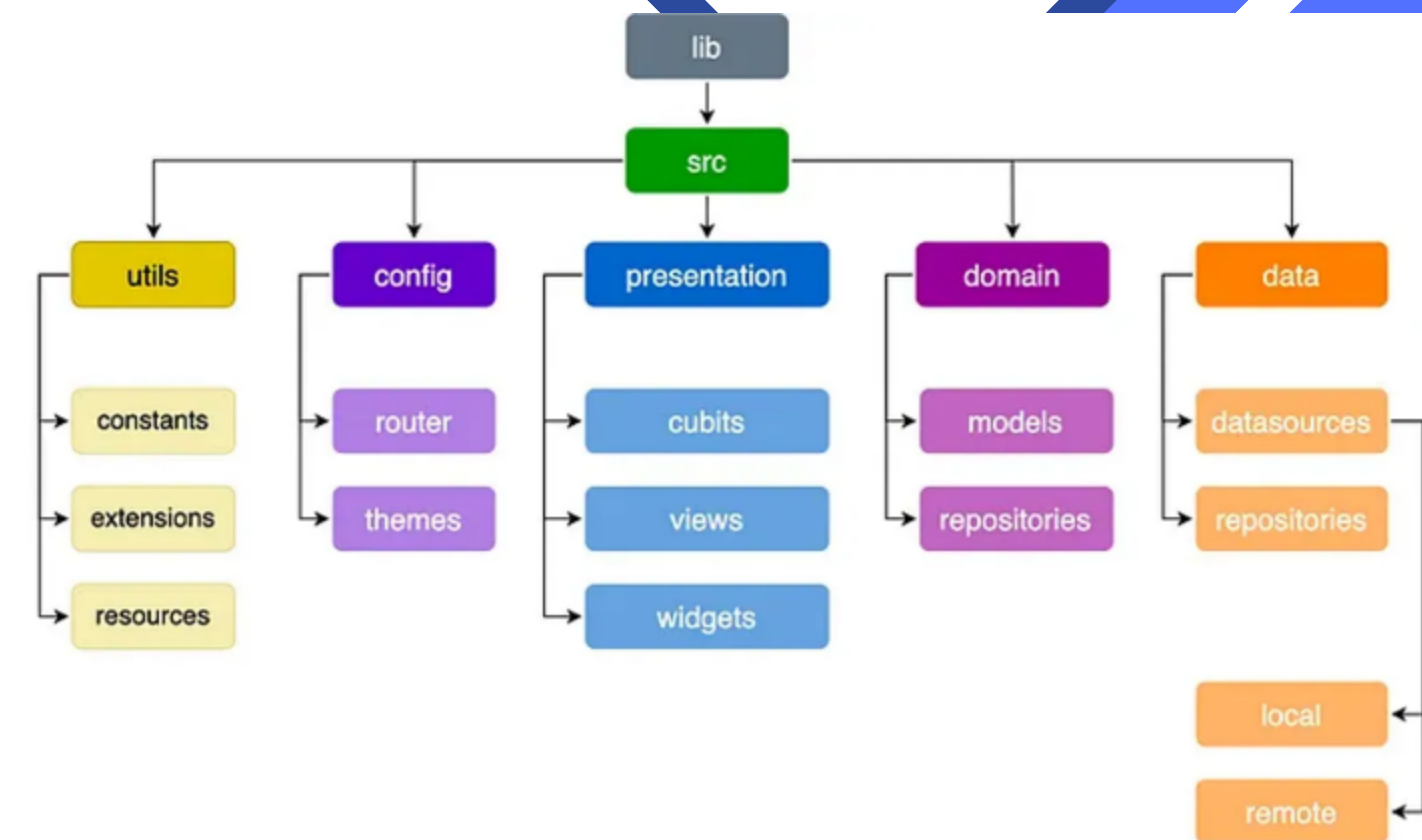 lib
src
utils
config
presentation
domain
data
constants
router
cubits
models
datasources
extensions
themes
views
repositories
repositories
resources
widgets
local
remote